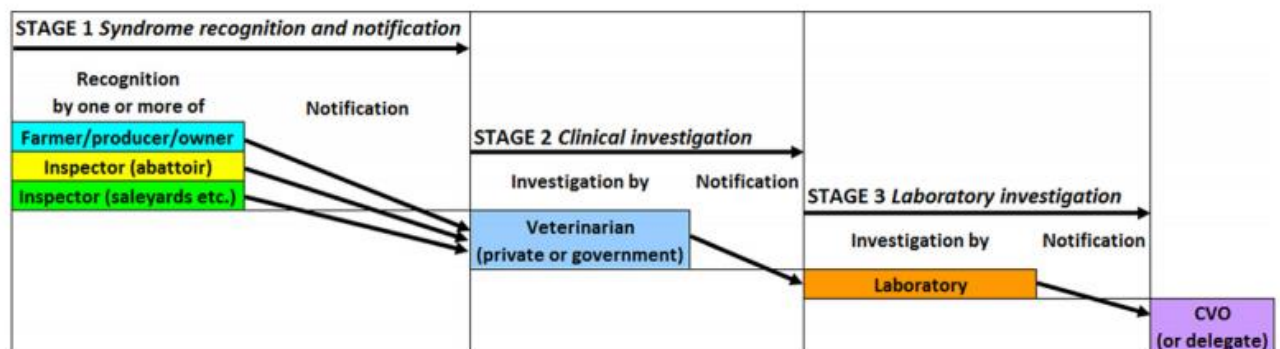 STAGE 1 Syndrome recognition and notification
Recognition
by one or more of
Notification
Farmer/producer/owner
Inspector (abattoir)
Inspector (saleyards etc.)
STAGE 2 Clinical investigation
Investigation by
Notification
Veterinarian
(private or government)
STAGE 3 Laboratory investigation
Investigation by
Notification
Laboratory
CVO
(or delegate)